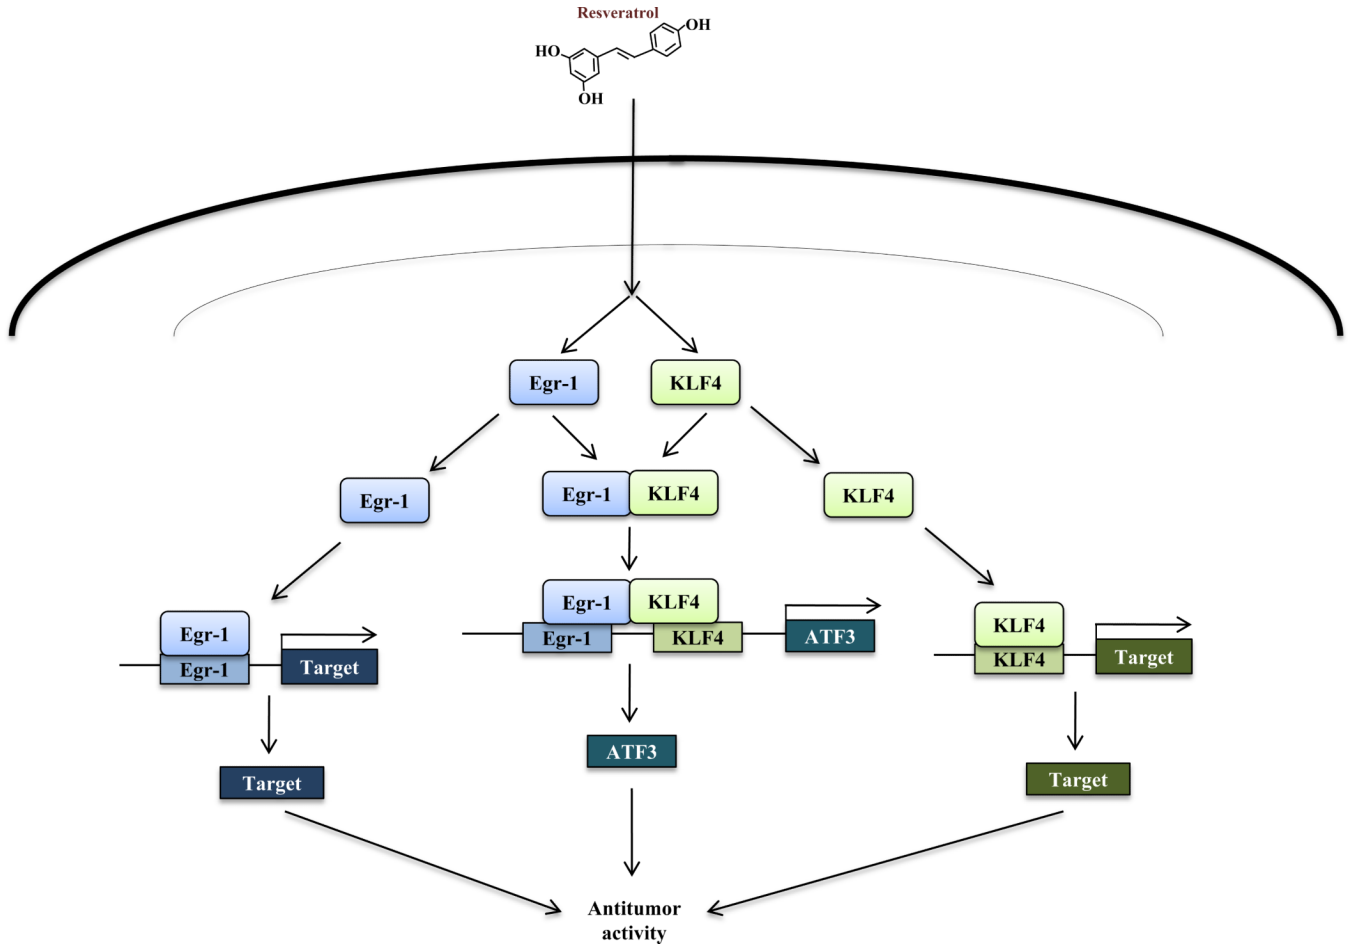 Resveratrol
OH
HO
OH
Egr-1
KLF4
Egr-1
Egr-1
KLF4
KLF4
Egr-1
KLF4
Egr-1
KLF4
ATF3
Egr-1
Egr-1
Target
KLF4
KLF4
Target
ATF3
Target
Target
Antitumor
activity